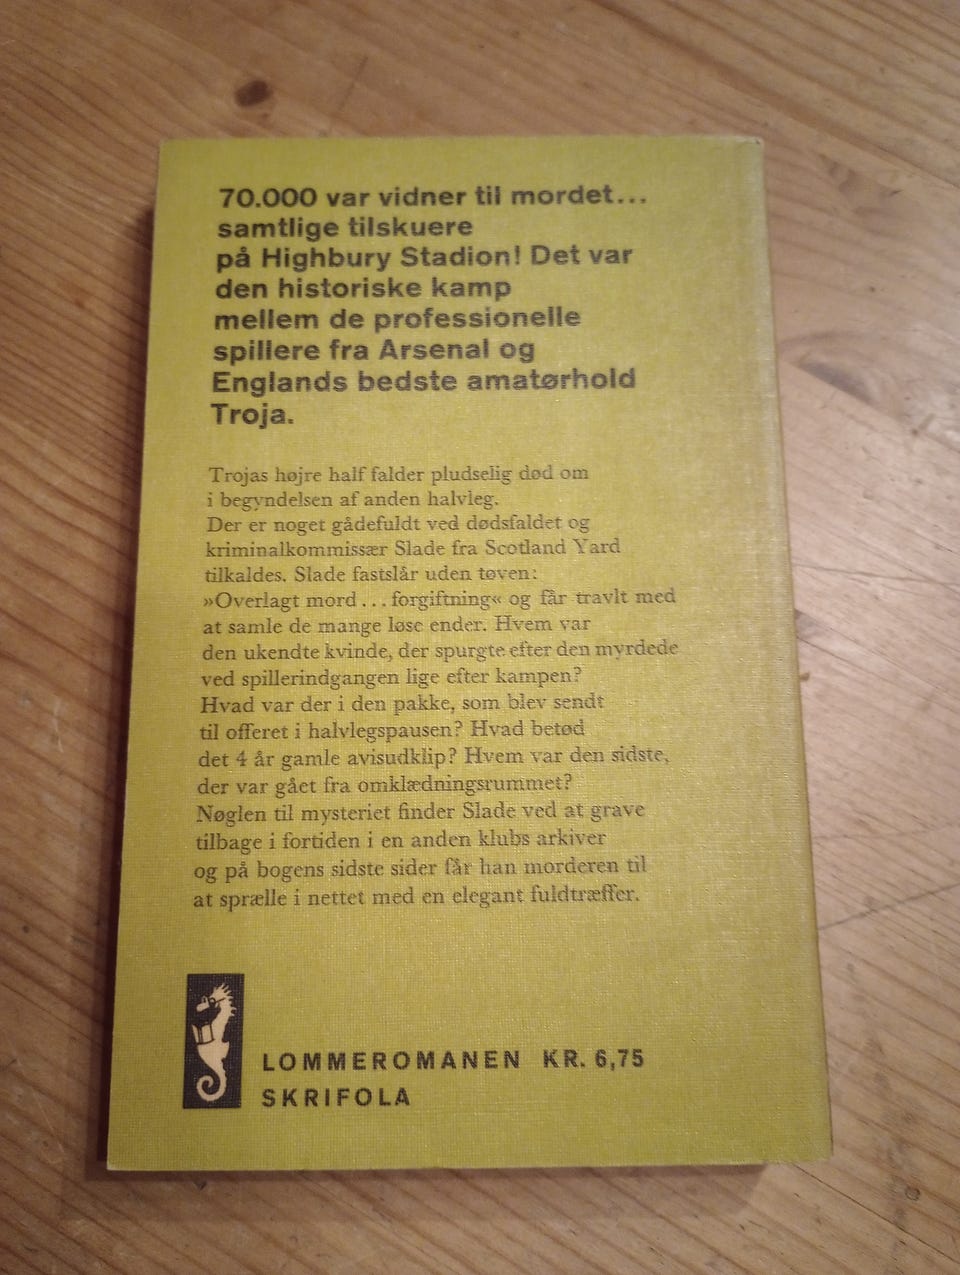 70.000 var vidner til mordet...
samtlige tilskuere
på Highbury Stadion! Det var
den historiske kamp
mellem de professionelle
spillere fra Arsenal og
Englands bedste amatørhold
Troja.
Trojas højre half falder pludselig død om
i begyndelsen af anden halvleg.
Der er noget gådefuldt ved dødsfaldet og
kriminalkommissær Slade fra Scotland Yard
tilkaldes. Slade fastslår uden tøven:
»Overlagt mord... forgiftning« og får travlt med
at samle de mange løse ender. Hvem var
den ukendte kvinde, der spurgte efter den myrdede
ved spillerindgangen lige efter kampen?
Hvad var der i den pakke, som blev sendt
til offeret i halvlegspausen? Hvad betød
det 4 år gamle avisudklip? Hvem var den sidste,
der var gået fra omklædningsrummet?
Nøglen til mysteriet finder Slade ved at grave
tilbage i fortiden i en anden klubs arkiver
og på bogens sidste sider får han morderen til
at sprælle i nettet med en elegant fuldtræffer.
LOMMEROMANEN KR. 6,75
SKRIFOLA